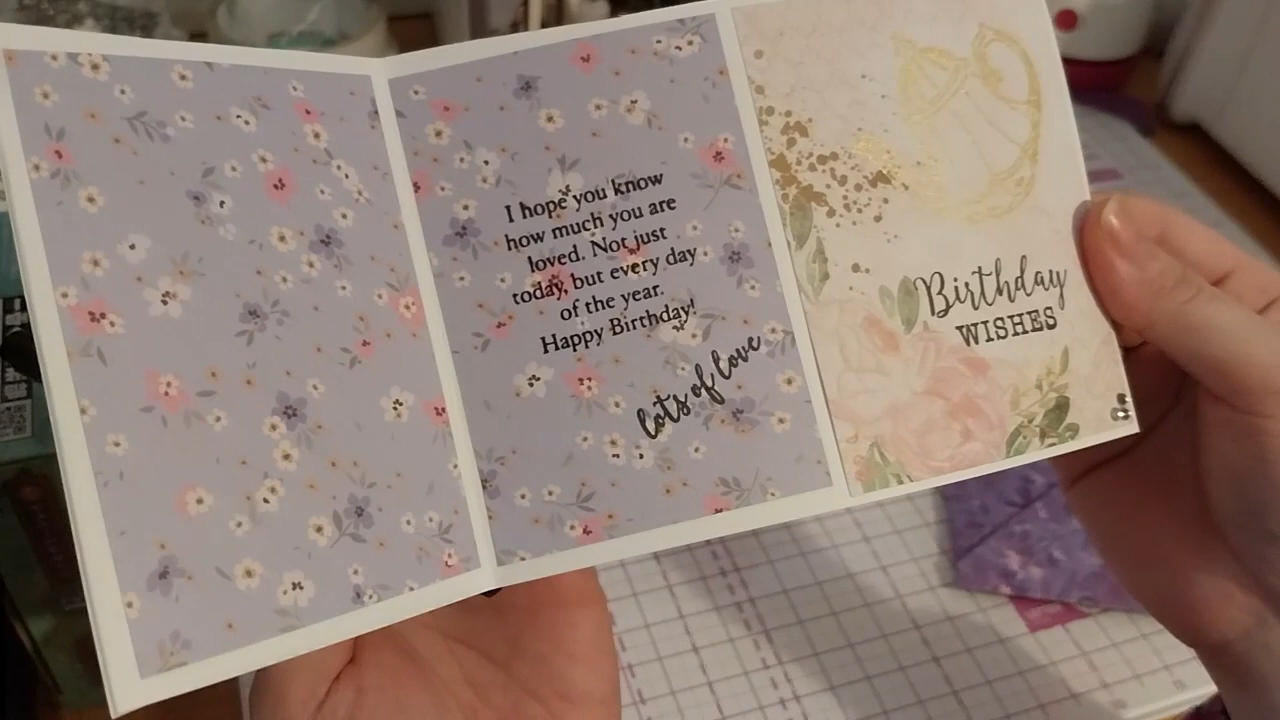 I hope you know
how much you are
loved. Not just
today, but every day
of the year.
Happy Birthday!
lots of love
Birthday
WISHES